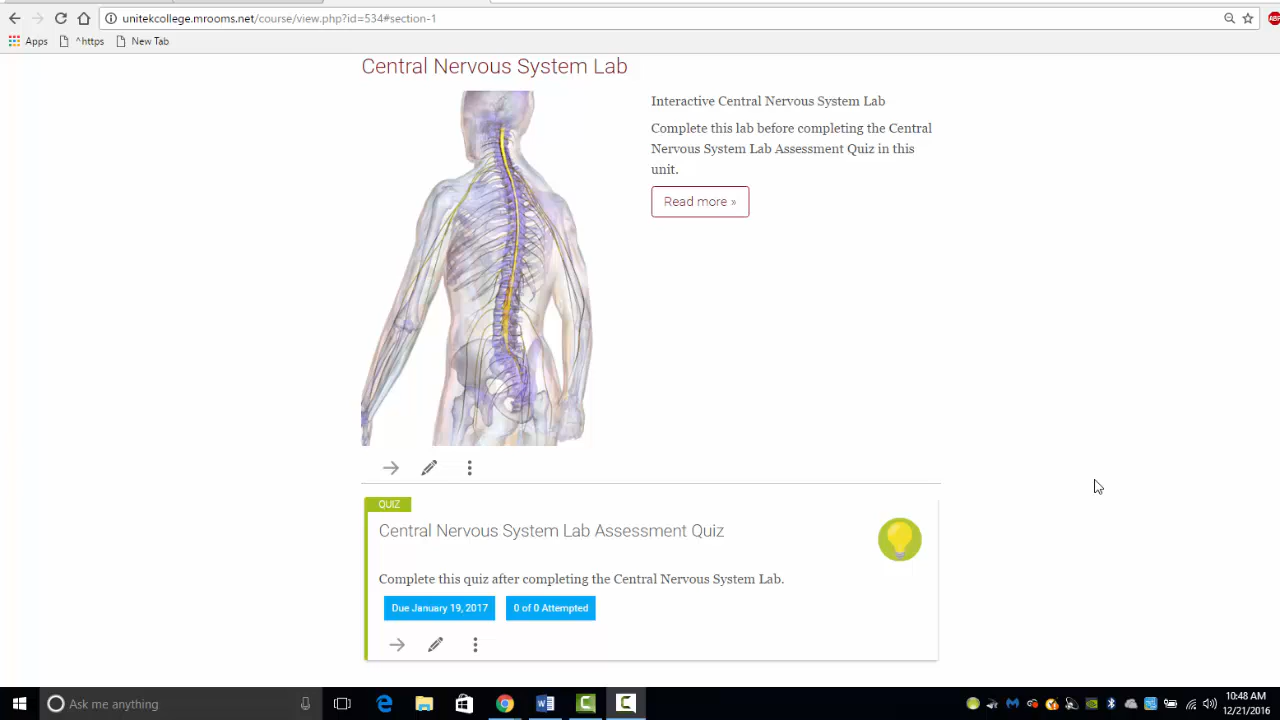 unitekcollege.mrooms.net/course/view.php?id=534#section-1
ABP
Apps
^https
New Tab
Central Nervous System Lab
Interactive Central Nervous System Lab
Complete this lab before completing the Central
Nervous System Lab Assessment Quiz in this
unit.
Read more »
QUIZ
Central Nervous System Lab Assessment Quiz
Complete this quiz after completing the Central Nervous System Lab.
Due January 19, 2017
0 of 0 Attempted
Ask me anything
10:48 AM
12/21/2016